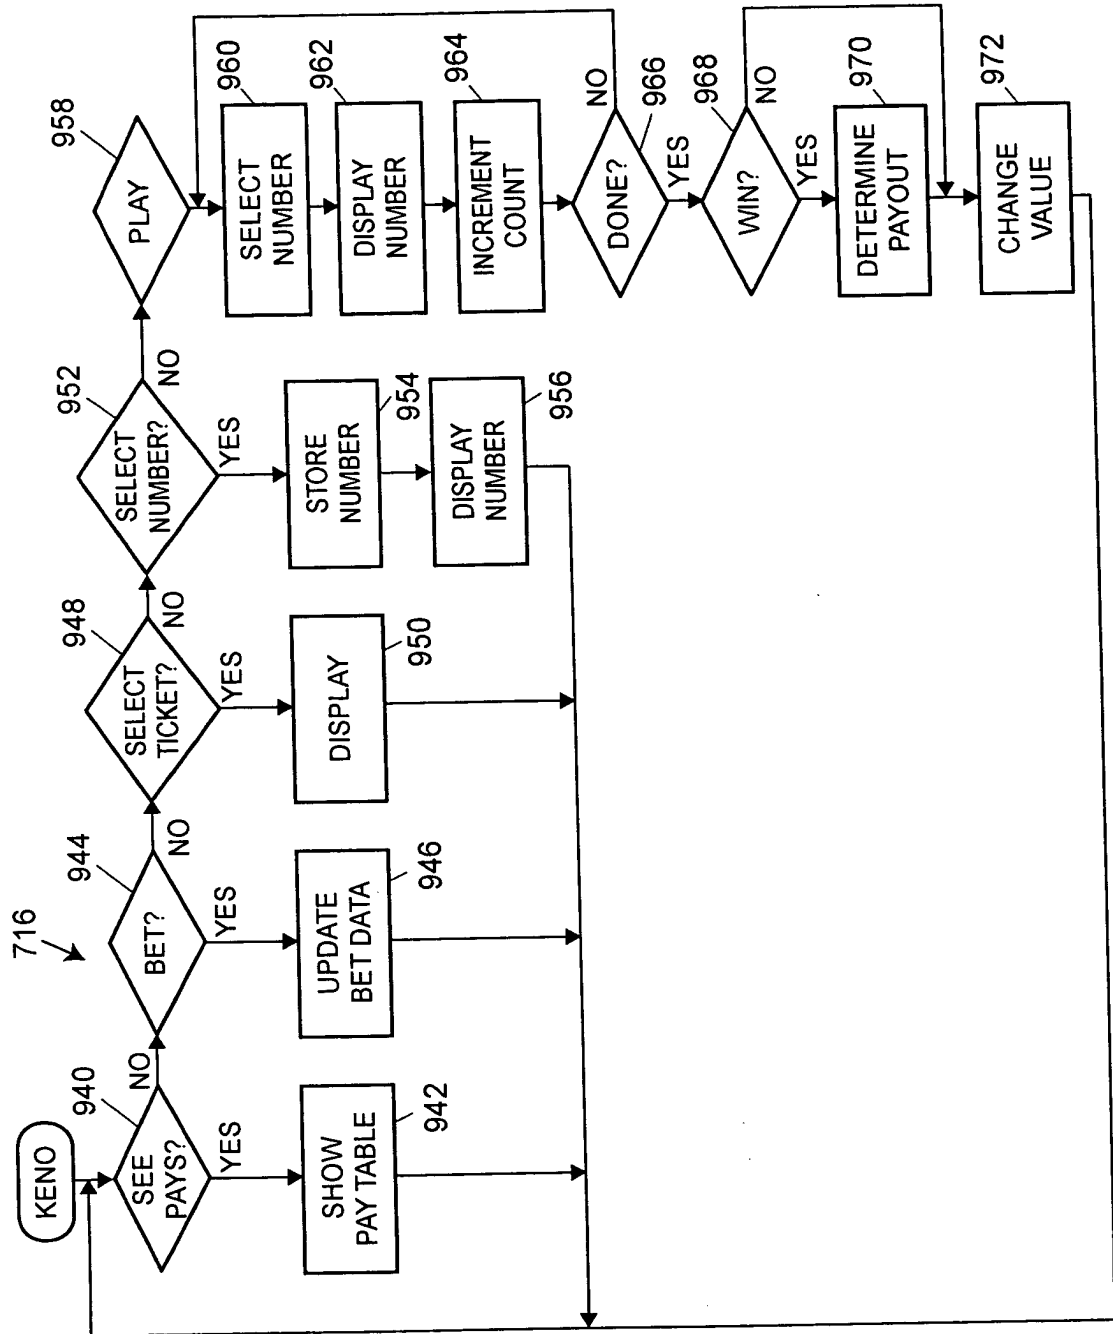 716
KENO
SEE
PAYS?
940
NO
YES
SHOW
PAY TABLE
942
BET?
944
NO
YES
UPDATE
BET DATA
946
SELECT
TICKET?
948
NO
YES
DISPLAY
950
SELECT
NUMBER?
952
NO
YES
STORE
NUMBER
954
DISPLAY
NUMBER
956
PLAY
958
SELECT
NUMBER
960
DISPLAY
NUMBER
962
INCREMENT
COUNT
964
DONE?
966
NO
YES
WIN?
968
NO
YES
DETERMINE
PAYOUT
970
CHANGE
VALUE
972